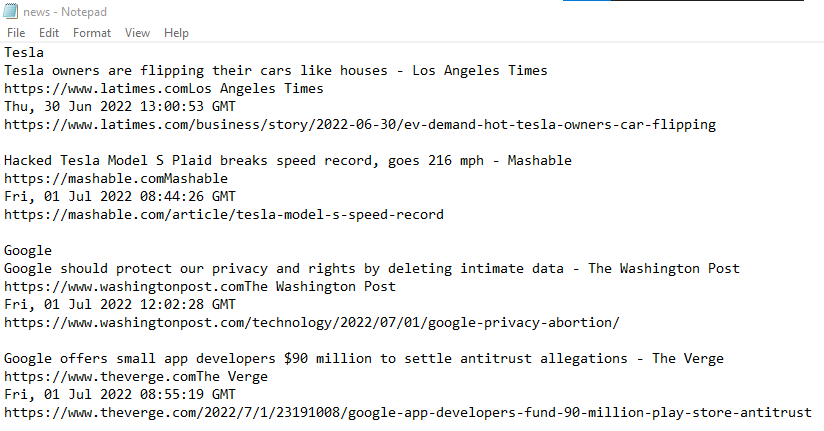 news - Notepad
File Edit Format View Help
Tesla
Tesla owners are flipping their cars like houses - Los Angeles Times
https://www.latimes.comLos Angeles Times
Thu, 30 Jun 2022 13:00:53 GMT
https://www.latimes.com/business/story/2022-06-30/ev-demand-hot-tesla-owners-car-flipping

Hacked Tesla Model S Plaid breaks speed record, goes 216 mph - Mashable
https://mashable.comMashable
Fri, 01 Jul 2022 08:44:26 GMT
https://mashable.com/article/tesla-model-s-speed-record

Google
Google should protect our privacy and rights by deleting intimate data - The Washington Post
https://www.washingtonpost.comThe Washington Post
Fri, 01 Jul 2022 12:02:28 GMT
https://www.washingtonpost.com/technology/2022/07/01/google-privacy-abortion/

Google offers small app developers $90 million to settle antitrust allegations - The Verge
https://www.theverge.comThe Verge
Fri, 01 Jul 2022 08:55:19 GMT
https://www.theverge.com/2022/7/1/23191008/google-app-developers-fund-90-million-play-store-antitrust